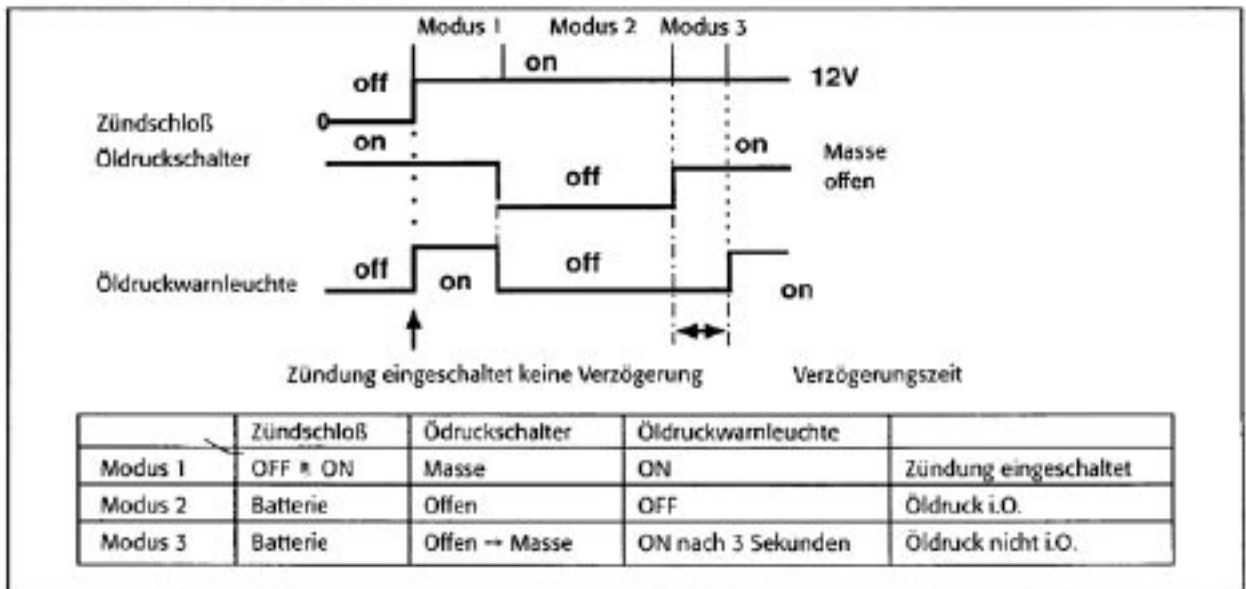 Modus 1 Modus 2 Modus 3
on
off 12V
Zündschloß 0
on on Masse
Öldruckschalter off offen
off off
Öldruckwarnleuchte on on
Zündung eingeschaltet keine Verzögerung Verzögerungszeit
Zündschloß Ödruckschalter Öldruckwarnleuchte
Modus 1 OFF ON Masse ON Zündung eingeschaltet
Modus 2 Batterie Offen OFF Öldruck i.O.
Modus 3 Batterie Offen → Masse ON nach 3 Sekunden Öldruck nicht i.O.